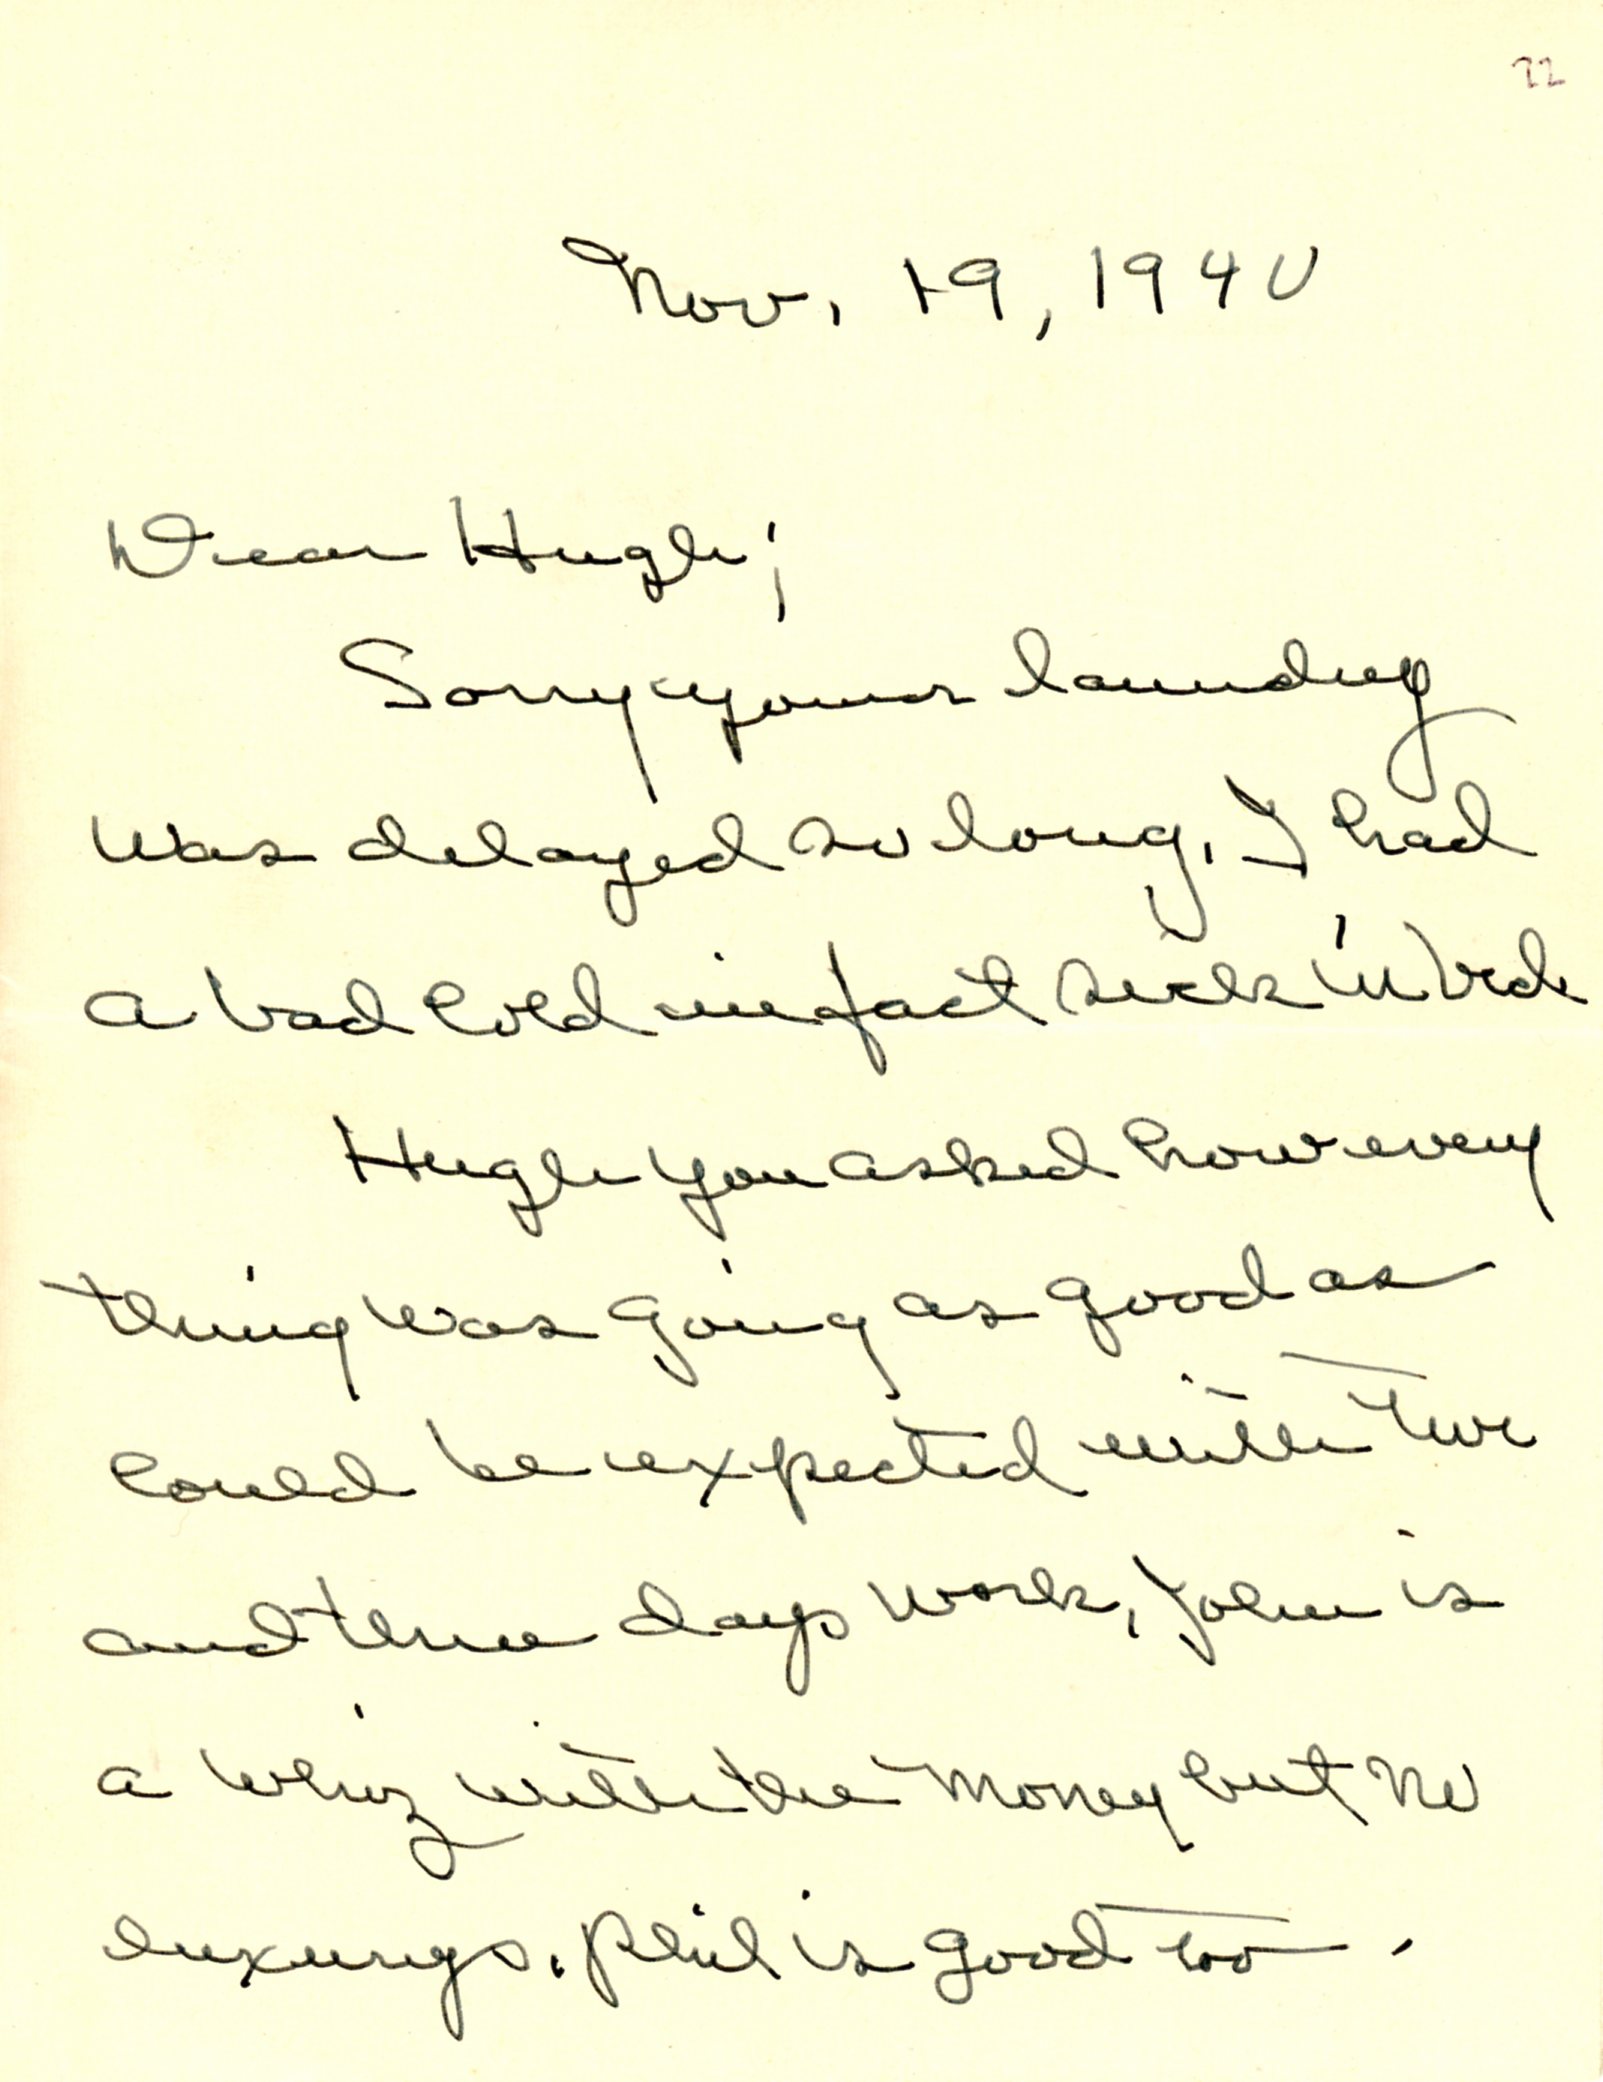 22
Nov. 19, 1940
Dear Hugh;
Sorry your laundry
was delayed so long. I had
a bad cold in fact sick in bed
Hugh you asked how every
thing was going as good as
could be expected with two
and three days work, John is
a whiz with the money but no
luxurys. Phil is good too.